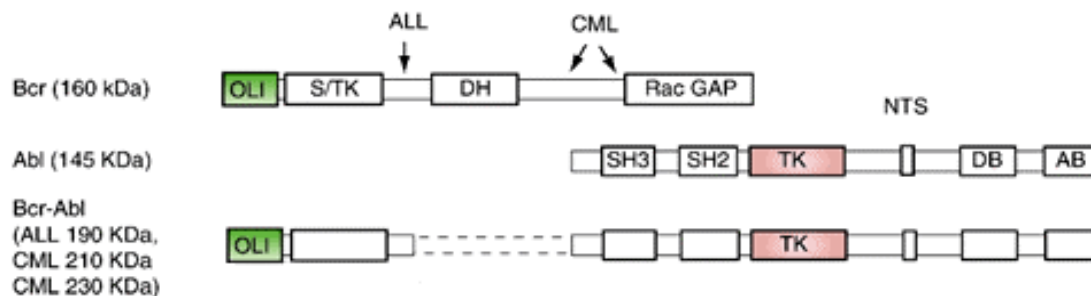 ALL CML
Bcr (160 kDa) OLI S/TK DH Rac GAP
NTS
Abl (145 KDa) SH3 SH2 TK DB AB
Bcr-Abl
(ALL 190 KDa, OLI TK
CML 210 KDa
CML 230 KDa)